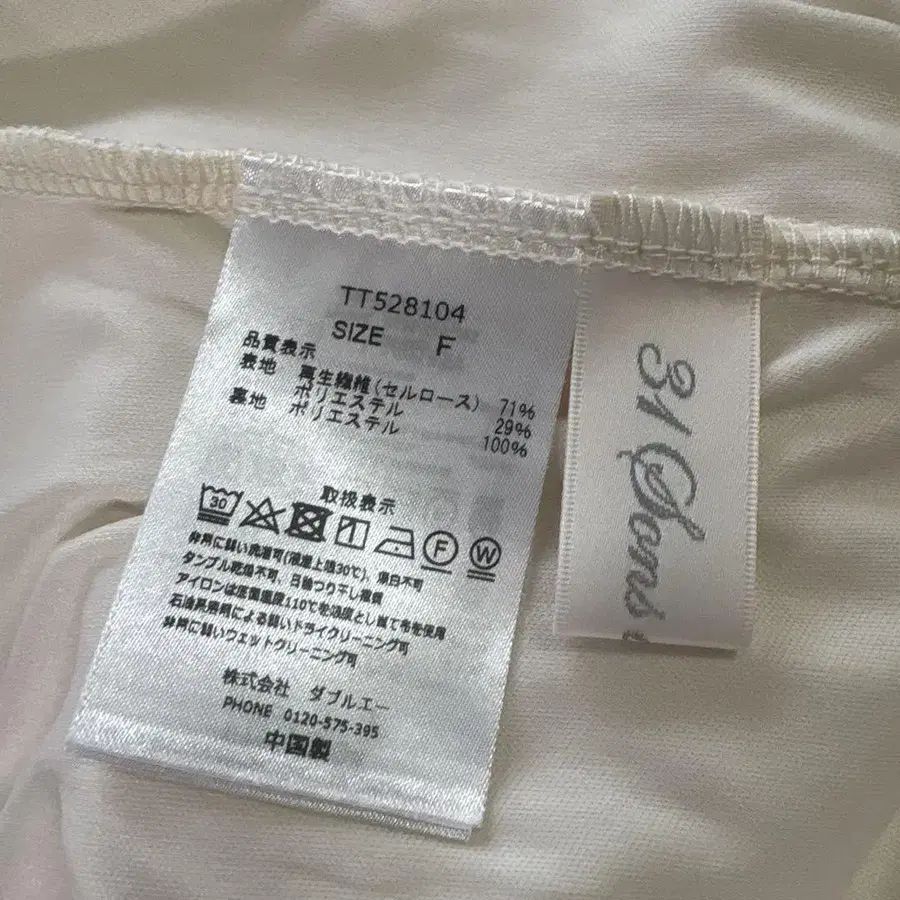 TT528104
SIZE F
品質表示
表地 再生繊維(セルロース) 71%
ポリエステル 29%
裏地 ポリエステル 100%
取扱表示
30
F
W
非常に弱い洗濯可(液温上限30℃)、漂白不可
タンブル乾燥不可、日陰つり干し乾燥
アイロンは底面温度110℃を限度とし当て布を使用
石油系溶剤による弱いドライクリーニング可
非常に弱いウェットクリーニング可
株式会社 ダブルエー
PHONE 0120-575-395
中国製
31 Sons